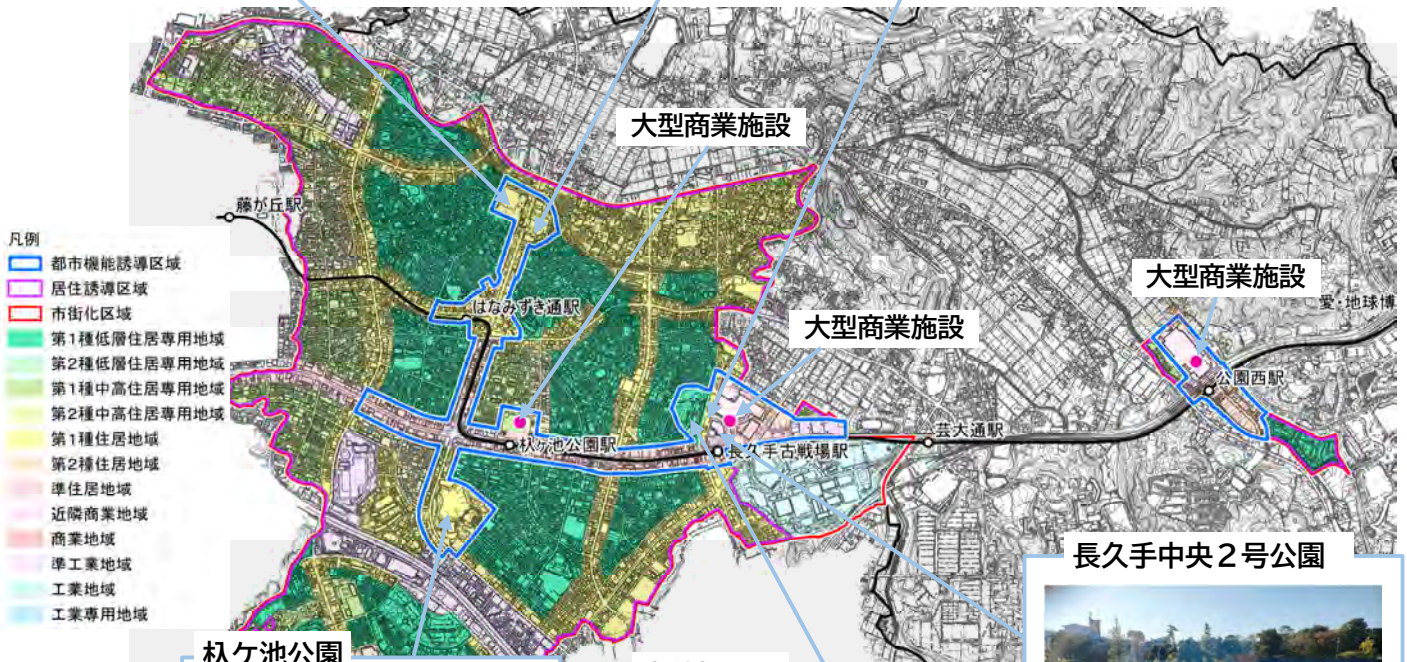 大型商業施設
藤が丘駅
凡例
都市機能誘導区域
居住誘導区域
市街化区域
第1種低層住居専用地域
第2種低層住居専用地域
第1種中高住居専用地域
第2種中高住居専用地域
第1種住居地域
第2種住居地域
準住居地域
近隣商業地域
商業地域
準工業地域
工業地域
工業専用地域
はなみずき通駅
大型商業施設
大型商業施設
愛・地球博
公園西駅
杁ヶ池公園駅
長久手古戦場駅
芸大通駅
長久手中央2号公園
杁ケ池公園